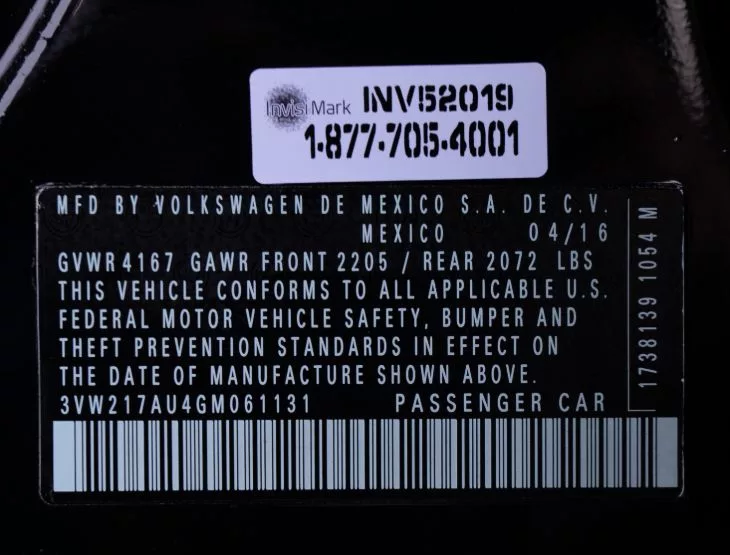 InvisiMark INV52019
1-877-705-4001
MFD BY VOLKSWAGEN DE MEXICO S.A. DE C.V.
MEXICO 04/16
GVWR 4167 GAWR FRONT 2205 / REAR 2072 LBS
THIS VEHICLE CONFORMS TO ALL APPLICABLE U.S.
FEDERAL MOTOR VEHICLE SAFETY, BUMPER AND
THEFT PREVENTION STANDARDS IN EFFECT ON
THE DATE OF MANUFACTURE SHOWN ABOVE.
3VW217AU4GM061131 PASSENGER CAR
1738139 1054 M